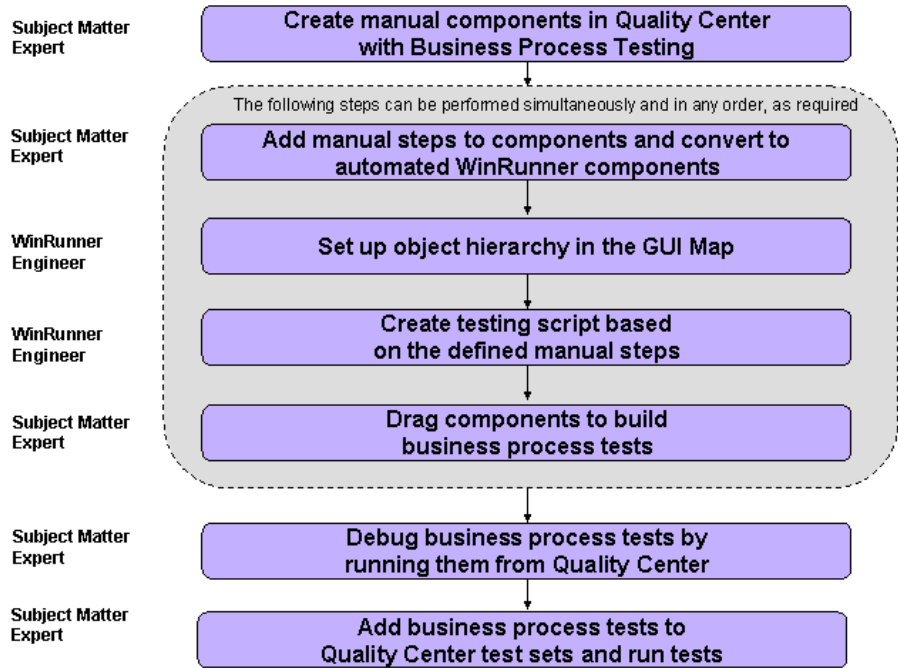 Subject Matter
Expert
Create manual components in Quality Center
with Business Process Testing
The following steps can be performed simultaneously and in any order, as required
Subject Matter
Expert
Add manual steps to components and convert to
automated WinRunner components
WinRunner
Engineer
Set up object hierarchy in the GUI Map
WinRunner
Engineer
Create testing script based
on the defined manual steps
Subject Matter
Expert
Drag components to build
business process tests
Subject Matter
Expert
Debug business process tests by
running them from Quality Center
Subject Matter
Expert
Add business process tests to
Quality Center test sets and run tests